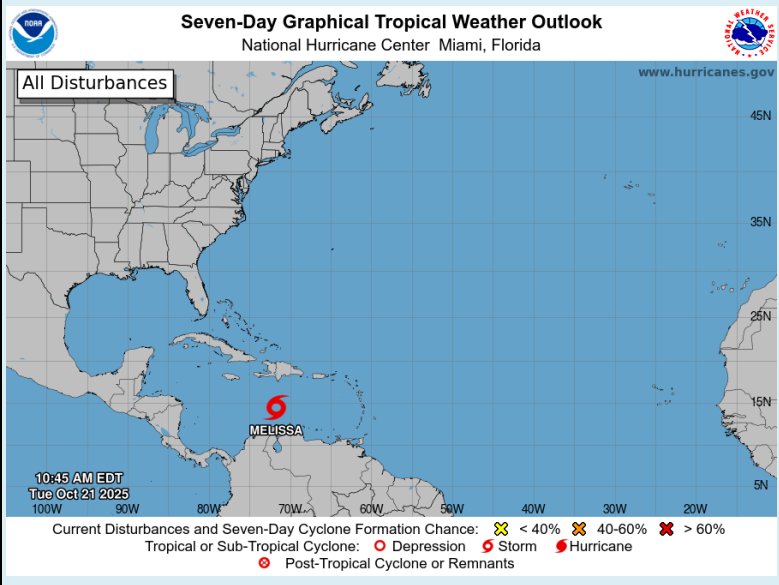 Seven-Day Graphical Tropical Weather Outlook
National Hurricane Center Miami, Florida
NOAA
NATIONAL WEATHER SERVICE
All Disturbances
www.hurricanes.gov
45N
35N
25N
15N
5N
MELISSA
10:45 AM EDT
Tue Oct 21 2025
100W 90W 80W 70W 60W 50W 40W 30W 20W
Current Disturbances and Seven-Day Cyclone Formation Chance: < 40% 40-60% > 60%
Tropical or Sub-Tropical Cyclone: Depression Storm Hurricane
Post-Tropical Cyclone or Remnants